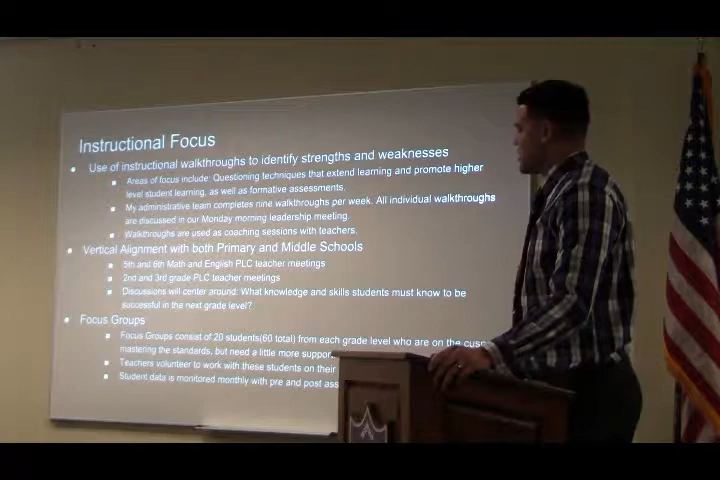 Instructional Focus
Use of instructional walkthroughs to identify strengths and weaknesses
Areas of focus include: Questioning techniques that extend learning and promote higher
level student learning, as well as formative assessments.
My administrative team completes nine walkthroughs per week. All individual walkthroughs
are discussed in our Monday morning leadership meeting.
Walkthroughs are used as coaching sessions with teachers.
Vertical Alignment with both Primary and Middle Schools
5th and 6th Math and English PLC teacher meetings
2nd and 3rd grade PLC teacher meetings
Discussions will center around: What knowledge and skills students must know to be
successful in the next grade level?
Focus Groups
Focus Groups consist of 20 students(60 total) from each grade level who are on the
mastering the standards, but need a little more
Teachers volunteer to work with these students on their
Student data is monitored monthly with pre and post